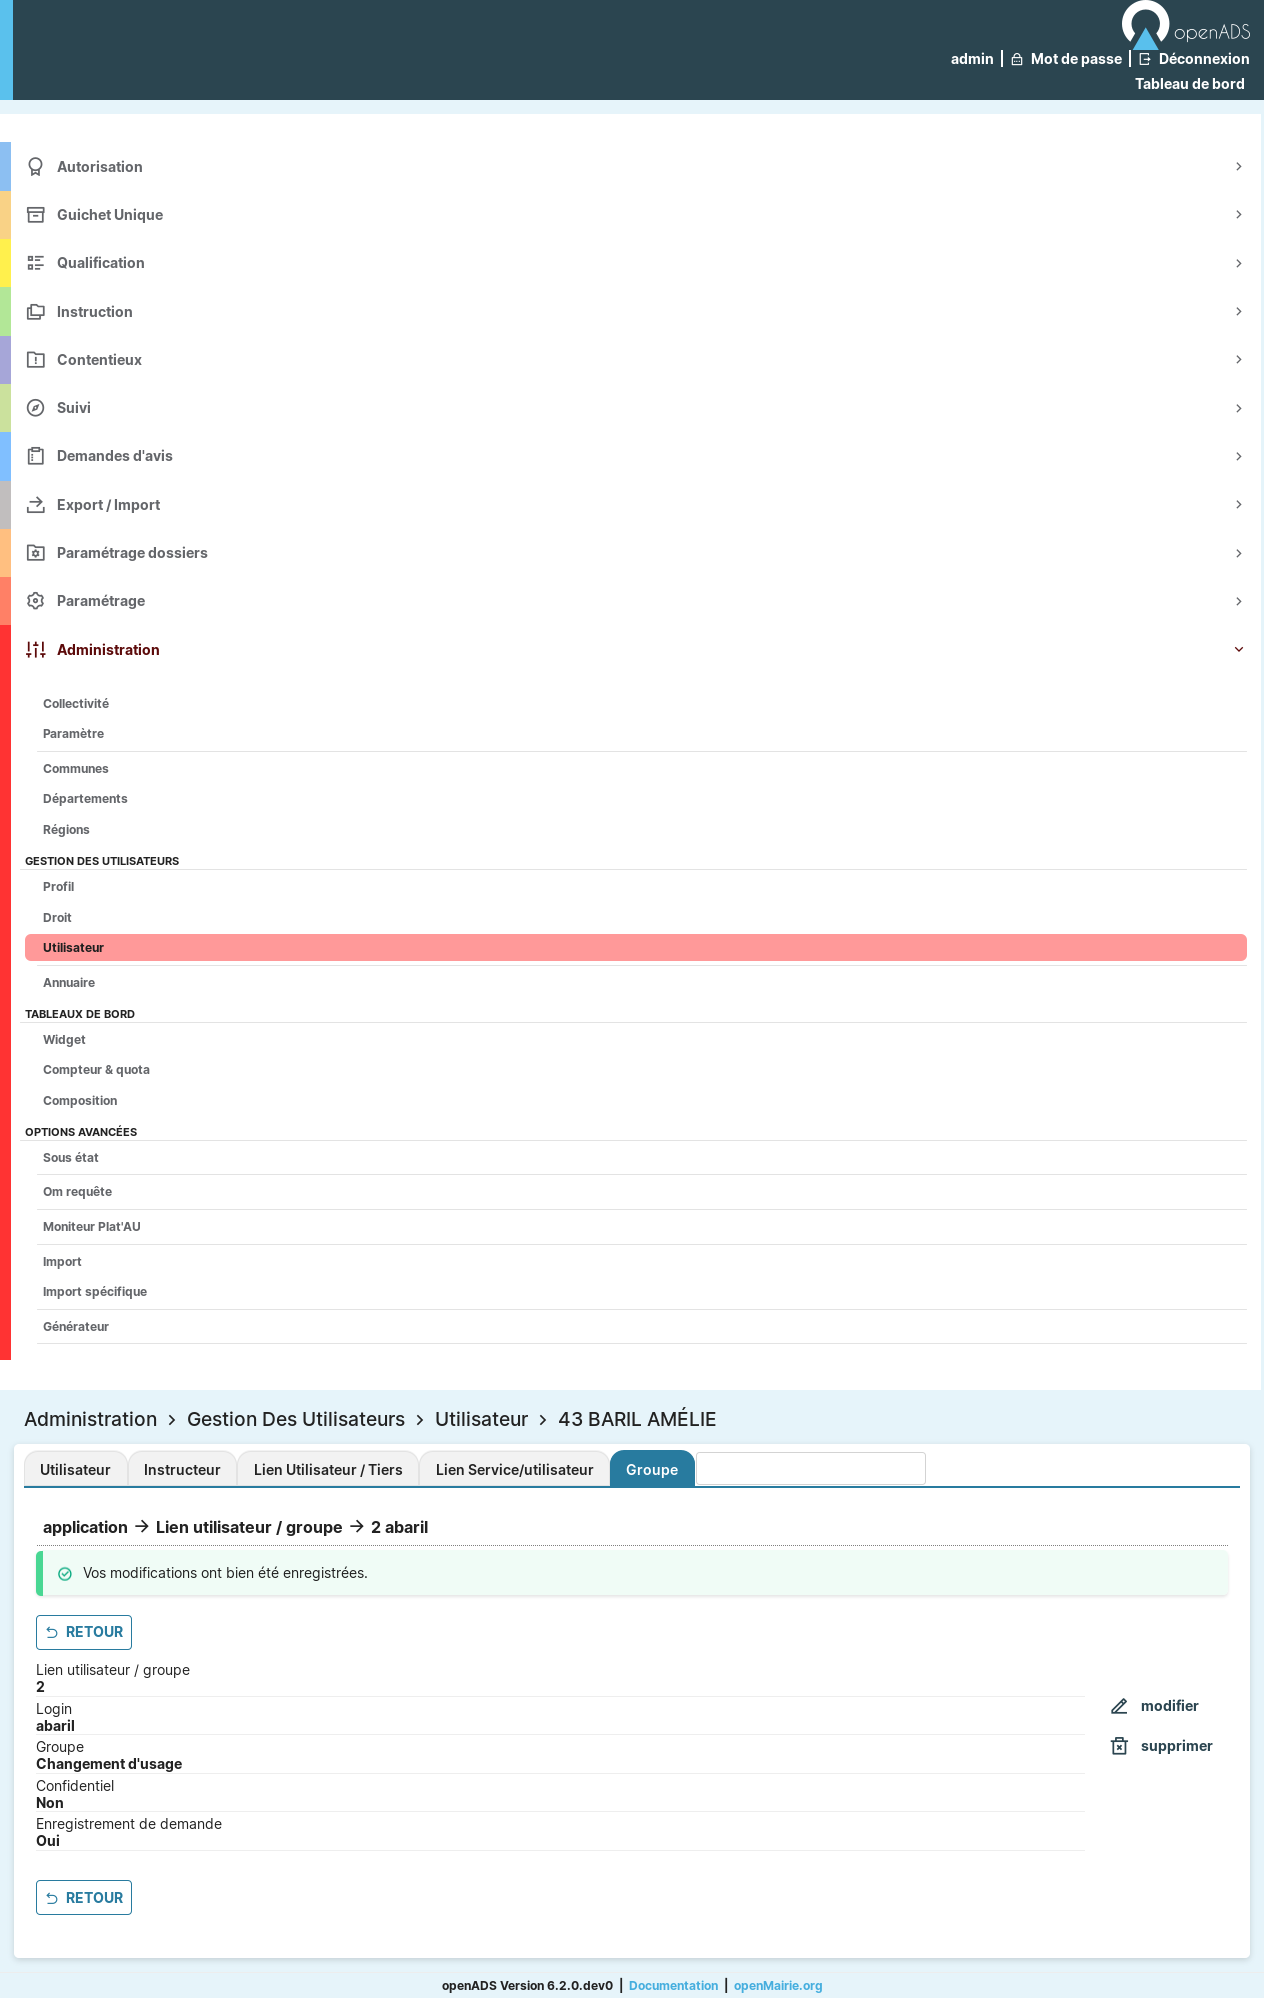 openADS
admin | Mot de passe | Déconnexion
Tableau de bord
Autorisation
Guichet Unique
Qualification
Instruction
Contentieux
Suivi
Demandes d'avis
Export / Import
Paramétrage dossiers
Paramétrage
Administration
Collectivité
Paramètre
Communes
Départements
Régions
GESTION DES UTILISATEURS
Profil
Droit
Utilisateur
Annuaire
TABLEAUX DE BORD
Widget
Compteur & quota
Composition
OPTIONS AVANCÉES
Sous état
Om requête
Moniteur Plat'AU
Import
Import spécifique
Générateur
Administration > Gestion Des Utilisateurs > Utilisateur > 43 BARIL AMÉLIE
Utilisateur Instructeur Lien Utilisateur / Tiers Lien Service/utilisateur Groupe
application → Lien utilisateur / groupe → 2 abaril
Vos modifications ont bien été enregistrées.
RETOUR
Lien utilisateur / groupe
2
Login
abaril
Groupe
Changement d'usage
Confidentiel
Non
Enregistrement de demande
Oui
modifier
supprimer
RETOUR
openADS Version 6.2.0.dev0 | Documentation | openMairie.org